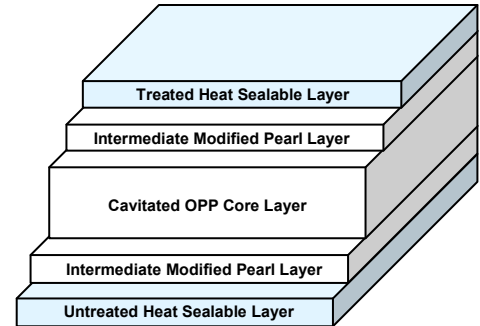 Treated Heat Sealable Layer
Intermediate Modified Pearl Layer
Cavitated OPP Core Layer
Intermediate Modified Pearl Layer
Untreated Heat Sealable Layer